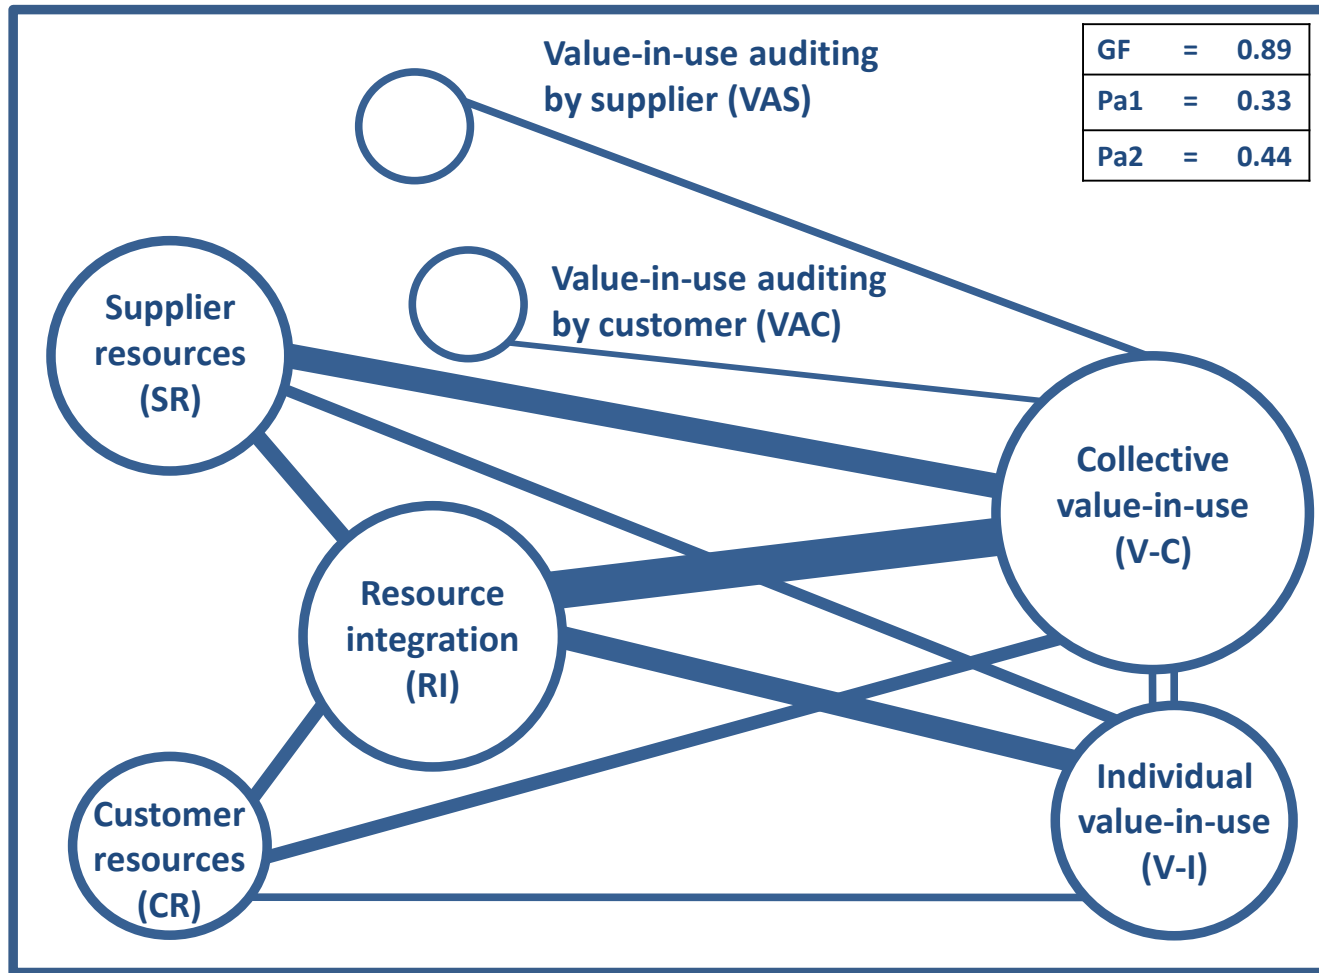 Value-in-use auditing
by supplier (VAS)
GF = 0.89
Pa1 = 0.33
Pa2 = 0.44
Value-in-use auditing
by customer (VAC)
Supplier
resources
(SR)
Collective
value-in-use
(V-C)
Resource
integration
(RI)
Customer
resources
(CR)
Individual
value-in-use
(V-I)